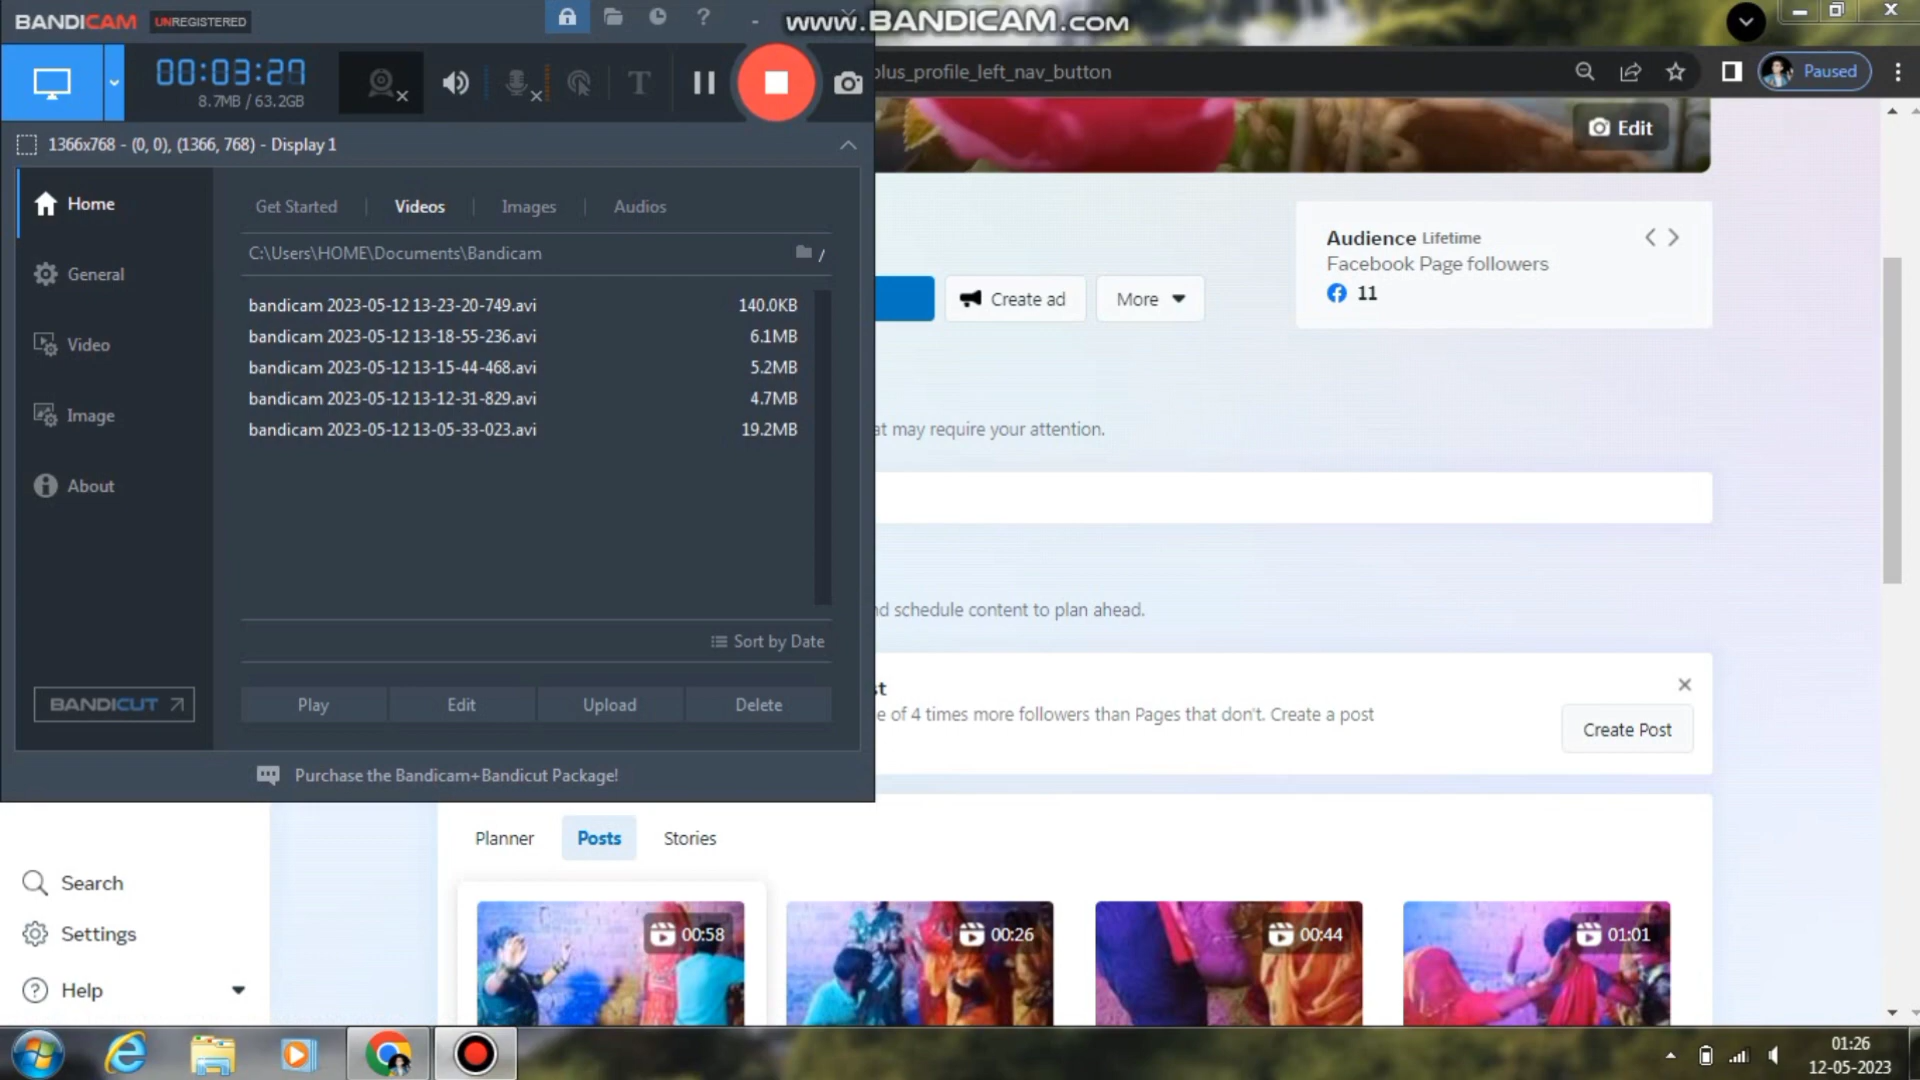 BANDICAM UNREGISTERED
www.BANDICAM.com
00:03:27
8.7MB / 63.2GB
plus_profile_left_nav_button
Paused
1366x768 - (0, 0), (1366, 768) - Display 1
Edit
Home
General
Video
Image
About
BANDICUT
Get Started
Videos
Images
Audios
C:\Users\HOME\Documents\Bandicam
bandicam 2023-05-12 13-23-20-749.avi 140.0KB
bandicam 2023-05-12 13-18-55-236.avi 6.1MB
bandicam 2023-05-12 13-15-44-468.avi 5.2MB
bandicam 2023-05-12 13-12-31-829.avi 4.7MB
bandicam 2023-05-12 13-05-33-023.avi 19.2MB
Sort by Date
Play Edit Upload Delete
Purchase the Bandicam+Bandicut Package!
Audience Lifetime
Facebook Page followers
11
Create ad
More
may require your attention.
schedule content to plan ahead.
of 4 times more followers than Pages that don't. Create a post
Create Post
Planner Posts Stories
Search
Settings
Help
00:58
00:26
00:44
01:01
01:26
12-05-2023